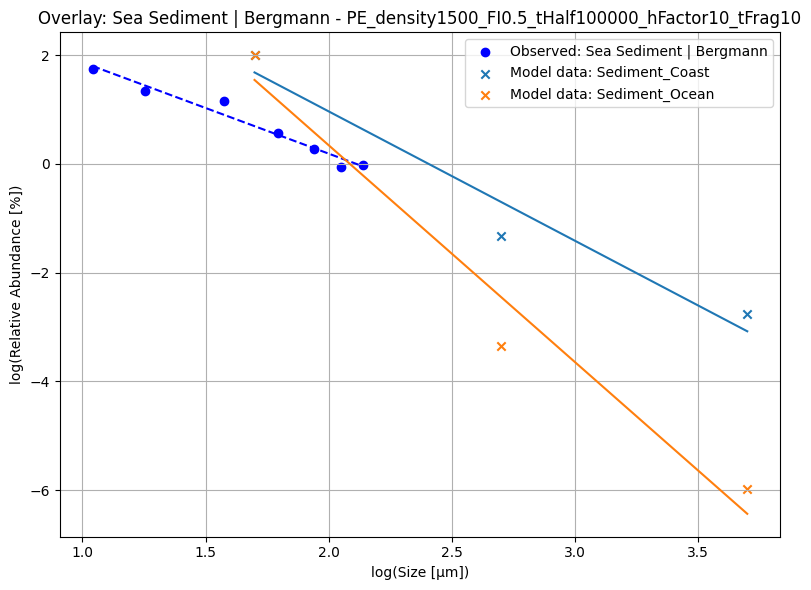 Overlay: Sea Sediment | Bergmann - PE_density1500_FI0.5_tHalf100000_hFactor10_tFrag10
Observed: Sea Sediment | Bergmann
Model data: Sediment_Coast
Model data: Sediment_Ocean
log(Relative Abundance [%])
2
0
−2
−4
−6
1.0 1.5 2.0 2.5 3.0 3.5
log(Size [μm])